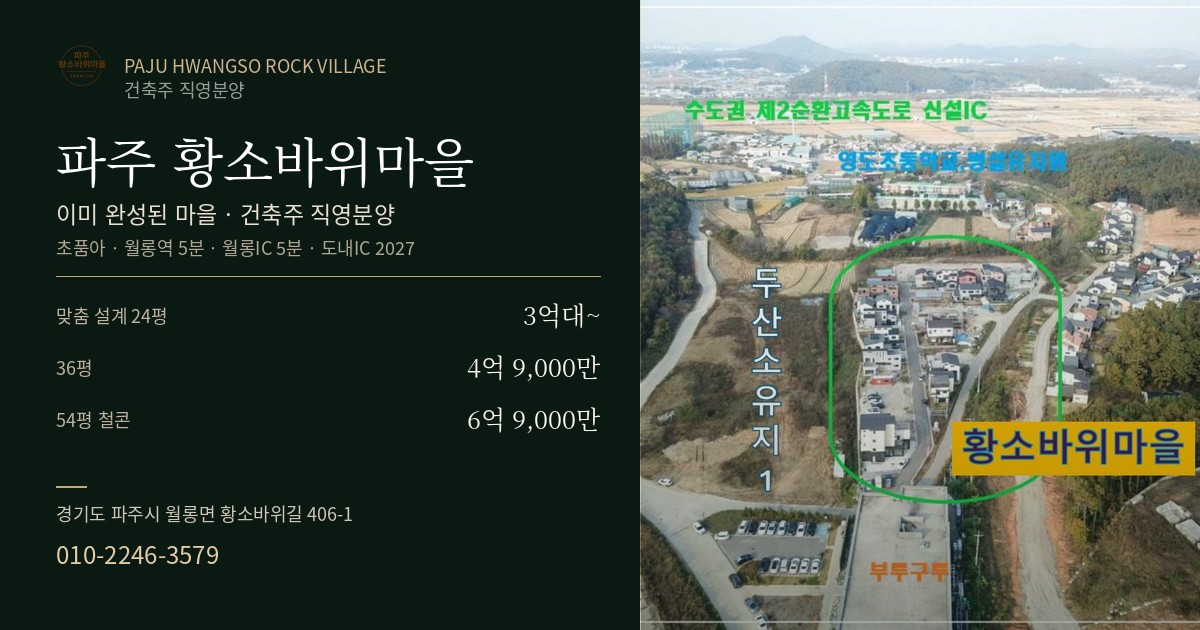 파주
황소바위마을
PREMIUM
PAJU HWANGSO ROCK VILLAGE
건축주 직영분양
파주 황소바위마을
이미 완성된 마을 · 건축주 직영분양
초품아 · 월롱역 5분 · 월롱IC 5분 · 도내IC 2027
맞춤 설계 24평 3억대~
36평 4억 9,000만
54평 철콘 6억 9,000만
경기도 파주시 월롱면 황소바위길 406-1
010-2246-3579
수도권 제2순환고속도로 신설IC
영도초등학교.병설유치원
두산소유지 1
황소바위마을
부투구투